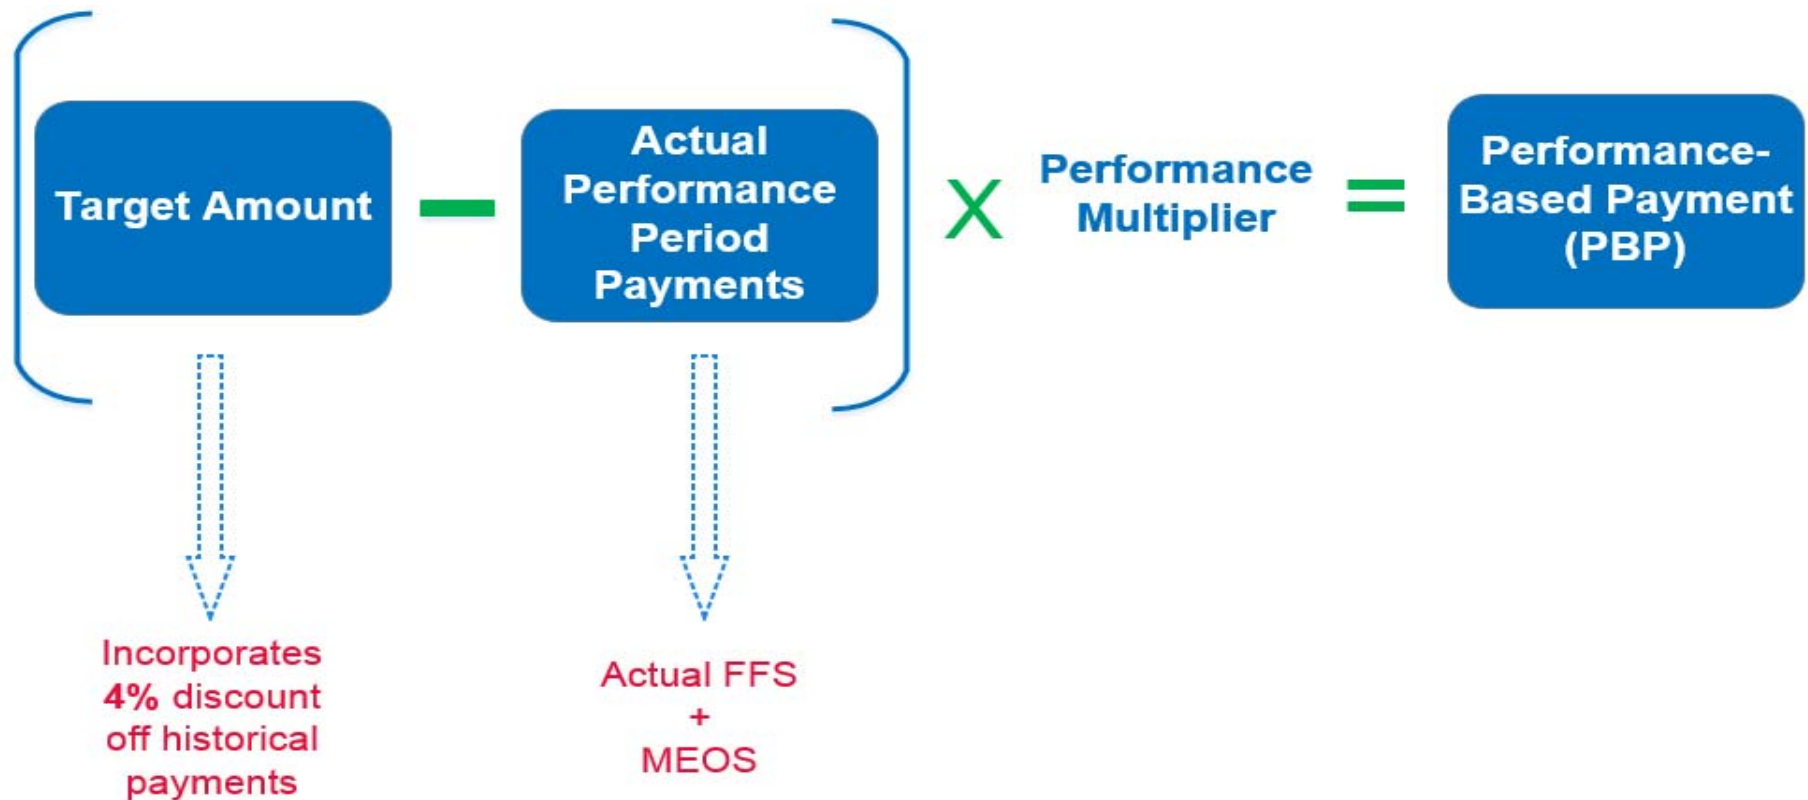 Target Amount
Actual
Performance
Period
Payments
X
Performance
Multiplier
=
Performance-
Based Payment
(PBP)
Incorporates
4% discount
off historical
payments
Actual FFS
+
MEOS